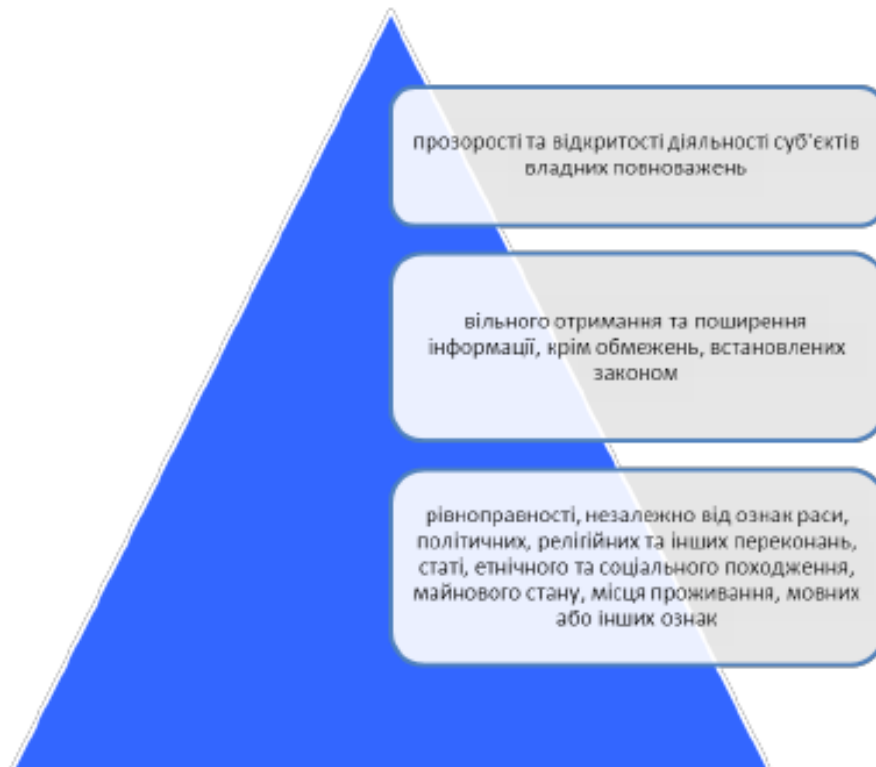 прозорості та відкритості діяльності суб'єктів
владних повноважень
вільного отримання та поширення
інформації, крім обмежень, встановлених
законом
рівноправності, незалежно від ознак раси,
політичних, релігійних та інших переконань,
статі, етнічного та соціального походження,
майнового стану, місця проживання, мовних
або інших ознак